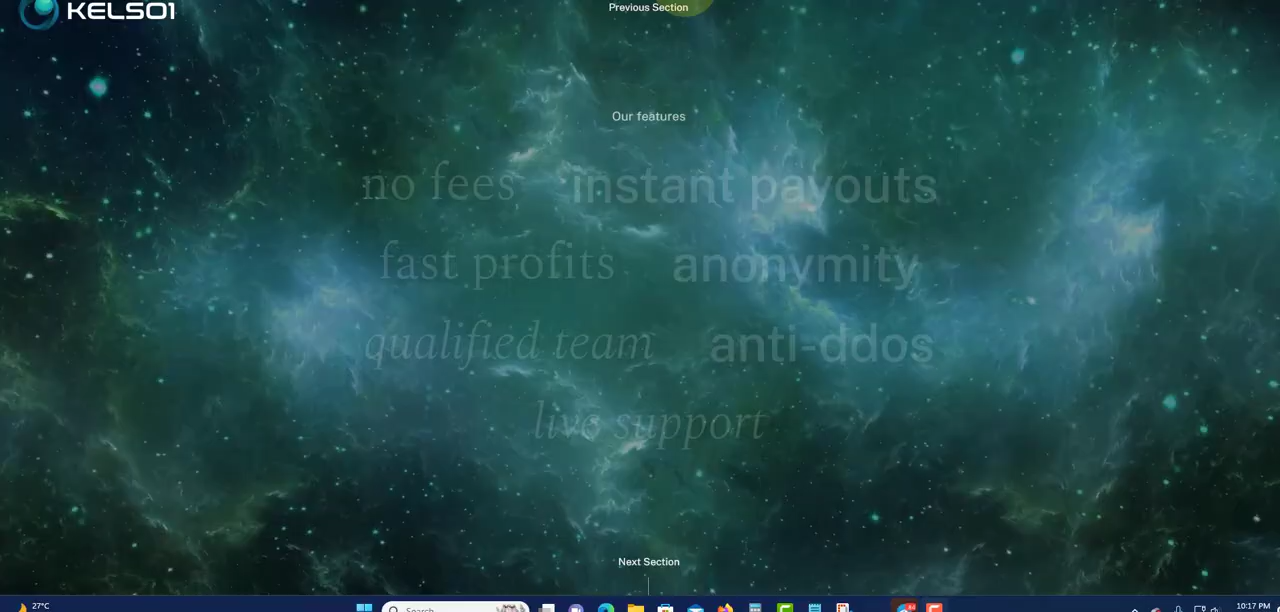 KELSO1
Previous Section
Our features
no fees instant payouts
fast profits anonymity
qualified team anti-ddos
live support
Next Section
27°C
Search
10:17 PM